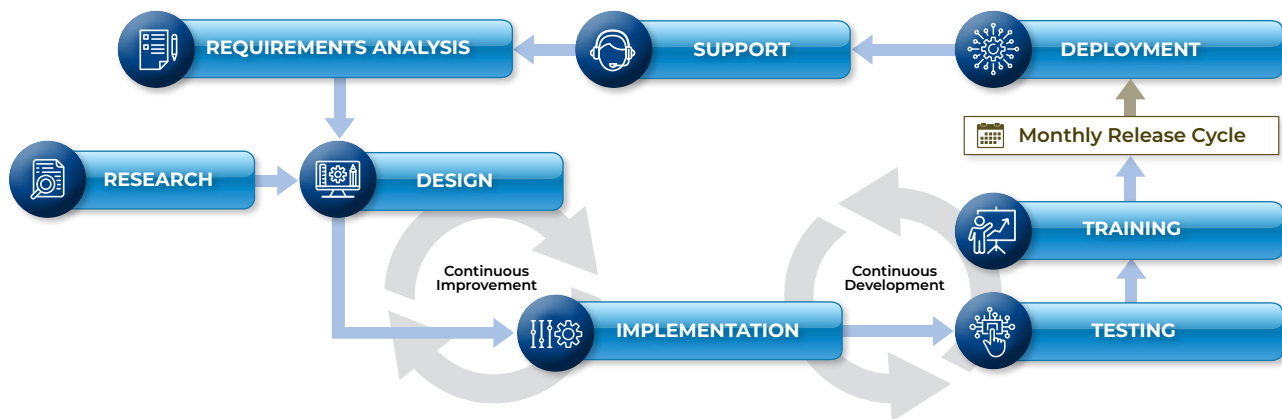 REQUIREMENTS ANALYSIS
SUPPORT
DEPLOYMENT
Monthly Release Cycle
RESEARCH
DESIGN
TRAINING
Continuous
Improvement
Continuous
Development
IMPLEMENTATION
TESTING